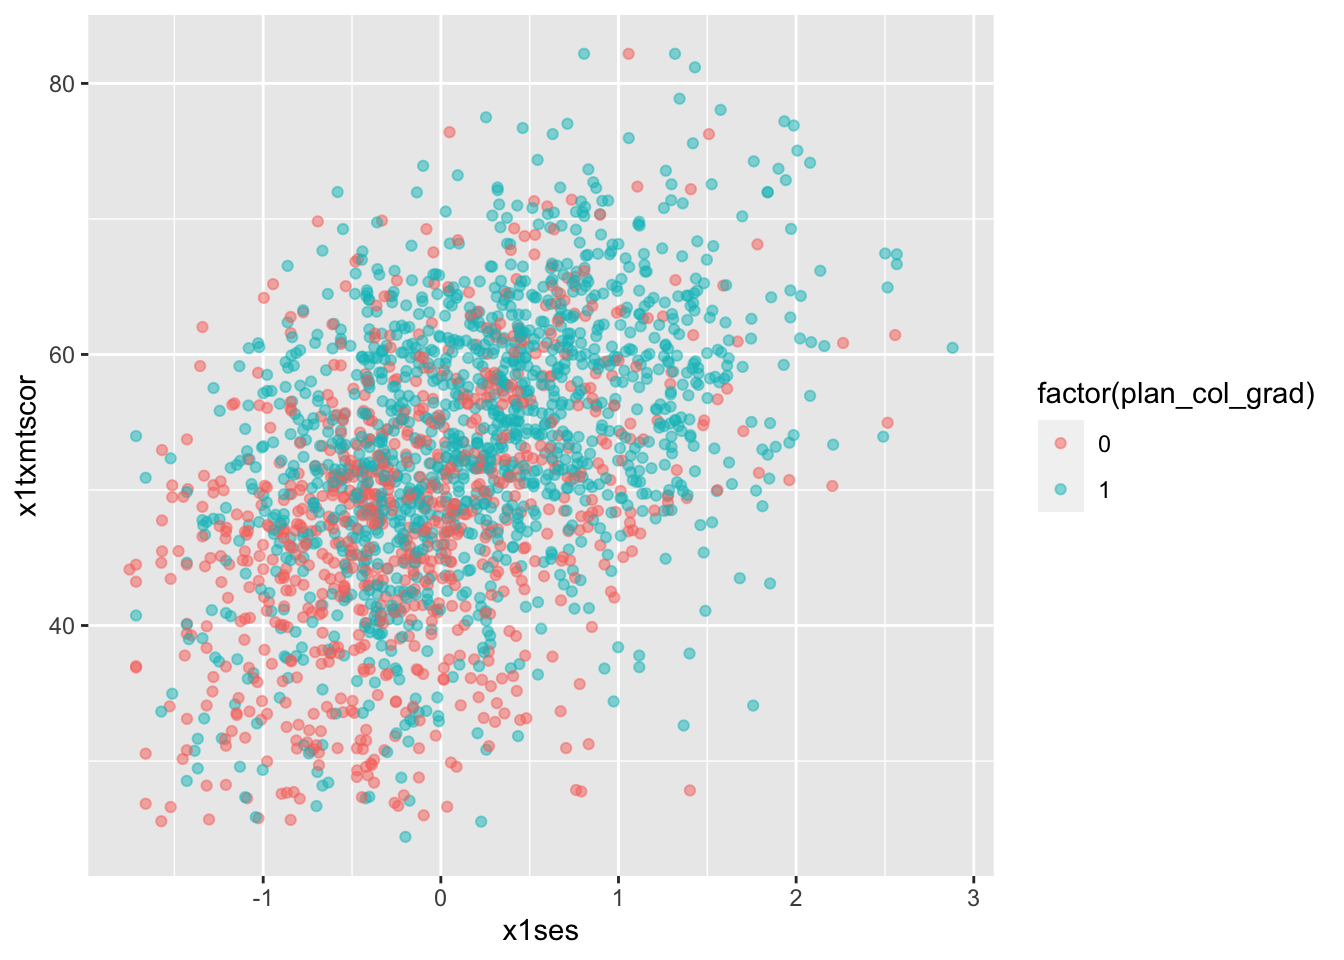 80
60
40
x1txmtscor
-1 0 1 2 3
x1ses
factor(plan_col_grad)
0
1